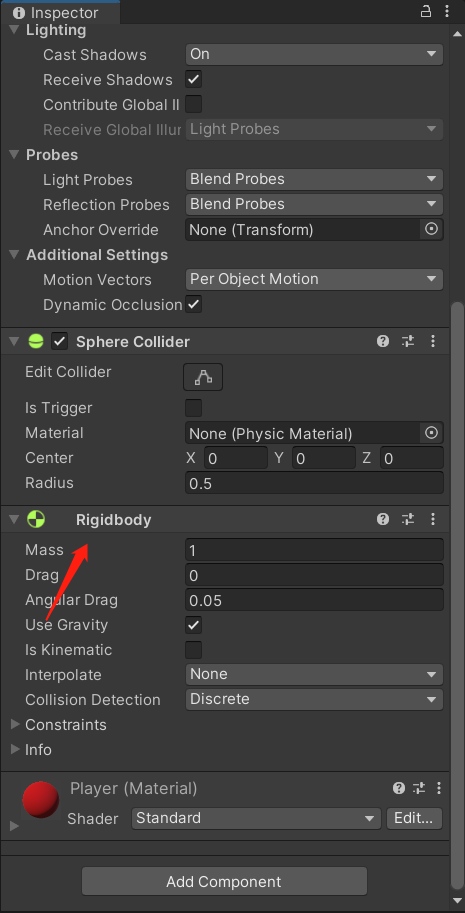 Inspector
Lighting
Cast Shadows On
Receive Shadows
Contribute Global Il
Receive Global Illur Light Probes
Probes
Light Probes Blend Probes
Reflection Probes Blend Probes
Anchor Override None (Transform)
Additional Settings
Motion Vectors Per Object Motion
Dynamic Occlusion
Sphere Collider
Edit Collider
Is Trigger
Material None (Physic Material)
Center X 0 Y 0 Z 0
Radius 0.5
Rigidbody
Mass 1
Drag 0
Angular Drag 0.05
Use Gravity
Is Kinematic
Interpolate None
Collision Detection Discrete
Constraints
Info
Player (Material)
Shader Standard Edit...
Add Component